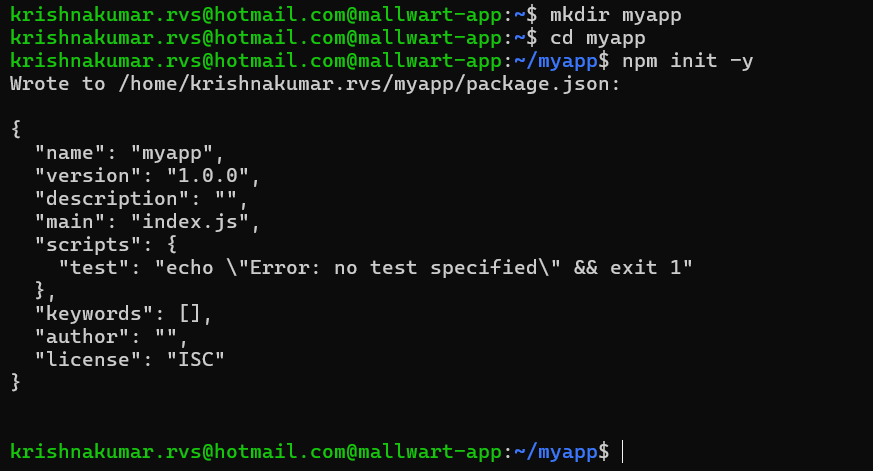 krishnakumar.rvs@hotmail.com@mallwart-app:~$ mkdir myapp
krishnakumar.rvs@hotmail.com@mallwart-app:~$ cd myapp
krishnakumar.rvs@hotmail.com@mallwart-app:~/myapp$ npm init -y
Wrote to /home/krishnakumar.rvs/myapp/package.json:

{
  "name": "myapp",
  "version": "1.0.0",
  "description": "",
  "main": "index.js",
  "scripts": {
    "test": "echo \"Error: no test specified\" && exit 1"
  },
  "keywords": [],
  "author": "",
  "license": "ISC"
}

krishnakumar.rvs@hotmail.com@mallwart-app:~/myapp$